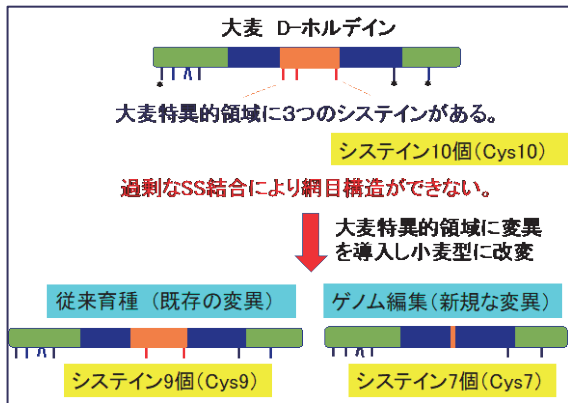 大麦 D-ホルデイン
大麦特異的領域に3つのシステインがある。
システイン10個(Cys10)
過剰なSS結合により網目構造ができない。
大麦特異的領域に変異
を導入し小麦型に改変
従来育種 (既存の変異)
ゲノム編集(新規な変異)
システイン9個(Cys9)
システイン7個(Cys7)